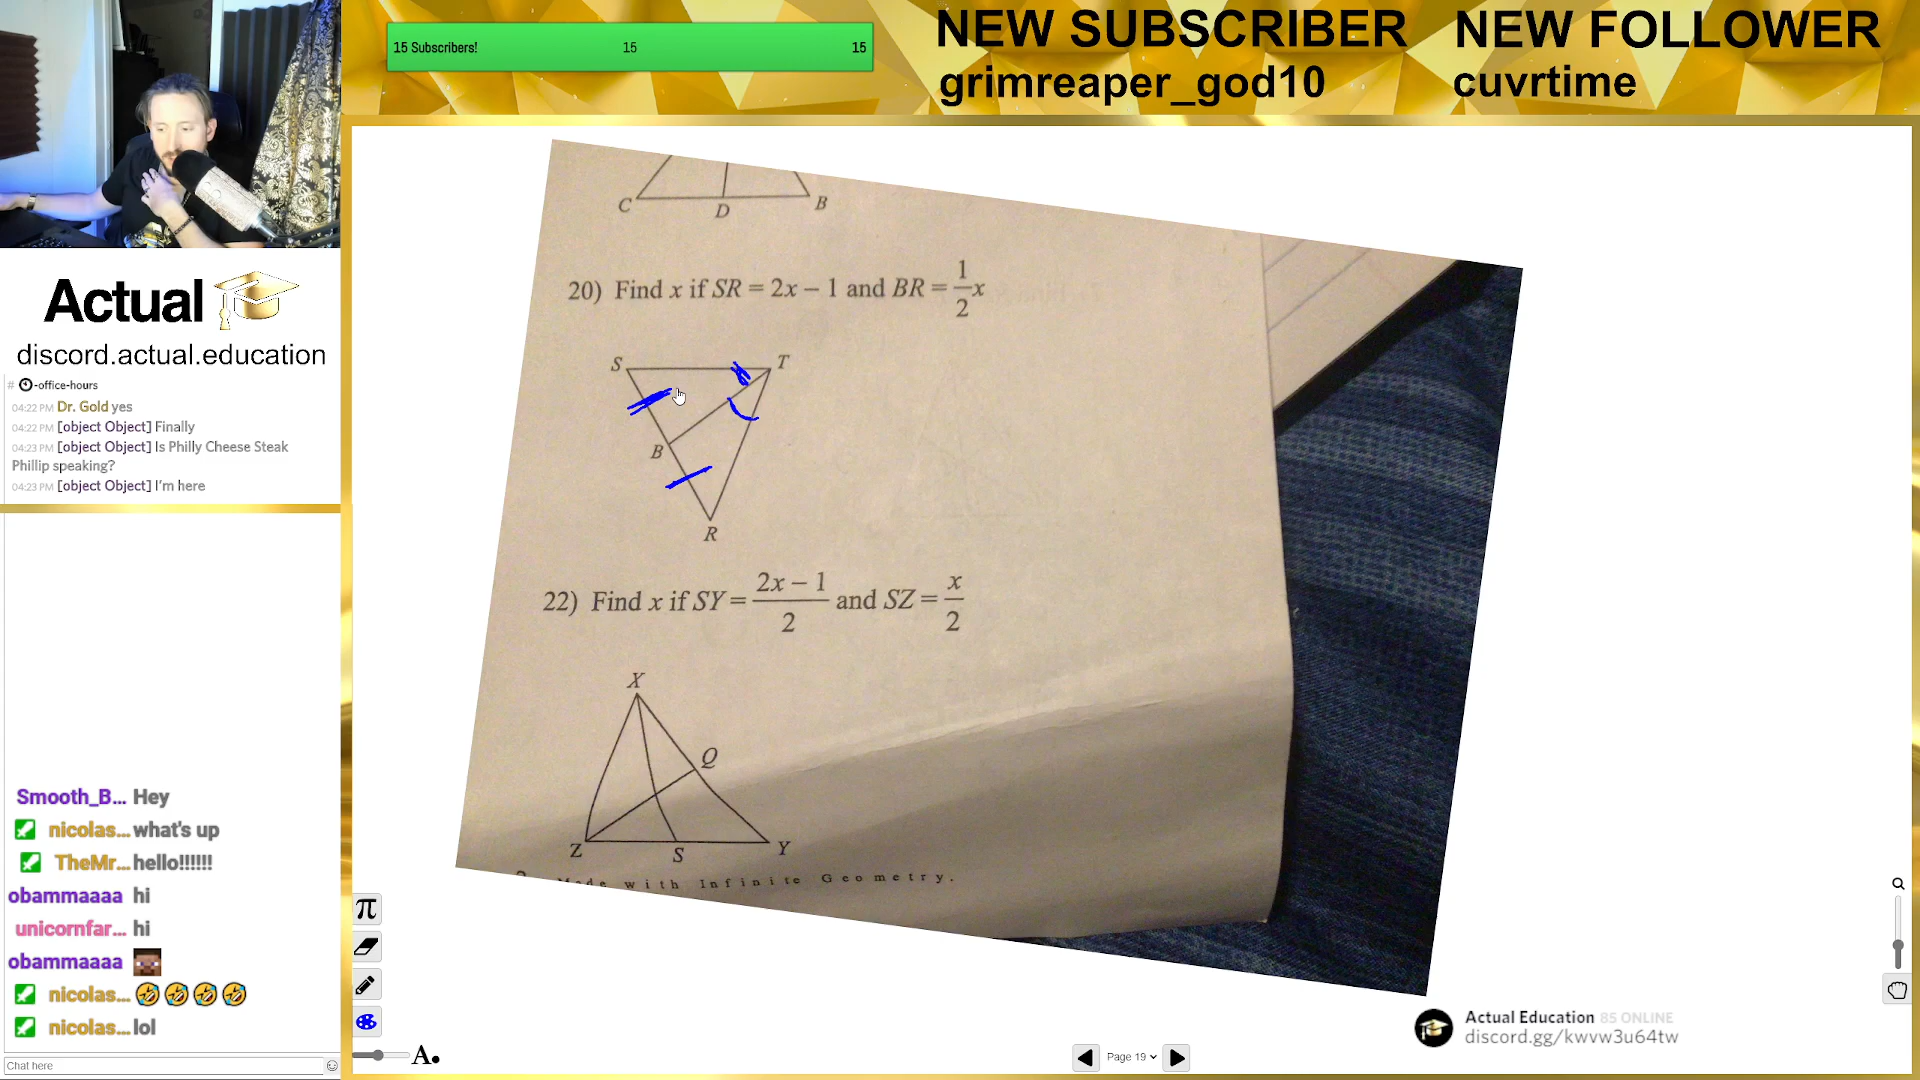 15 Subscribers!
15
15
NEW SUBSCRIBER
grimreaper_god10
NEW FOLLOWER
cuvrtime
Actual
discord.actual.education
# -office-hours
04:22 PM Dr. Gold yes
04:22 PM [object Object] Finally
04:23 PM [object Object] Is Philly Cheese Steak
Phillip speaking?
04:23 PM [object Object] I'm here
Smooth_B... Hey
nicolas... what's up
TheMr... hello!!!!!!
obammaaaa hi
unicornfar... hi
obammaaaa
nicolas...
nicolas... lol
Chat here
C
D
B
20) Find x if SR = 2x – 1 and BR = 1/2 x
S
T
B
R
22) Find x if SY = 2x – 1 / 2 and SZ = x / 2
X
Q
Z
S
Y
Made with Infinite Geometry.
π
A.
Page 19
Actual Education 85 ONLINE
discord.gg/kwvw3u64tw